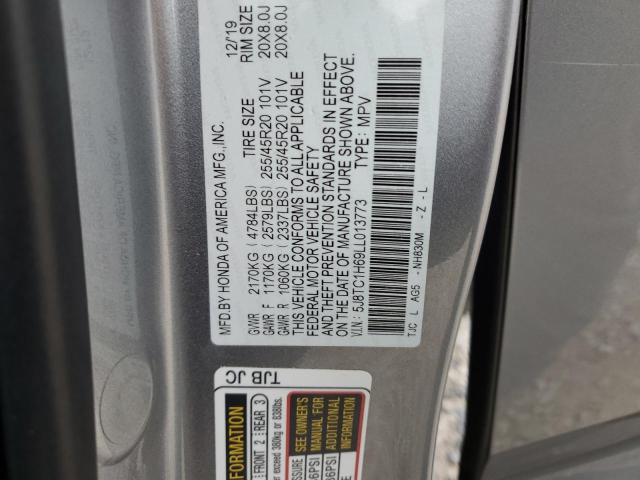 MFD.BY HONDA OF AMERICA MFG.,INC. 12/'19
TIRE SIZE RIM SIZE
GVWR 2170KG ( 4784LBS)
GAWR F 1170KG ( 2579LBS) 255/45R20 101V 20X8.0J
GAWR R 1060KG ( 2337LBS) 255/45R20 101V 20X8.0J
THIS VEHICLE CONFORMS TO ALL APPLICABLE
FEDERAL MOTOR VEHICLE SAFETY
AND THEFT PREVENTION STANDARDS IN EFFECT
ON THE DATE OF MANUFACTURE SHOWN ABOVE.
V.I.N.: 5J8TC1H69LL013773 TYPE: MPV
TJC L AG5 - NH830M - Z - L
TJB JC
FORMATION
FRONT 2 REAR 3
er exceed 380kg or 838lbs.
SEE OWNER'S
MANUAL FOR
ADDITIONAL
INFORMATION